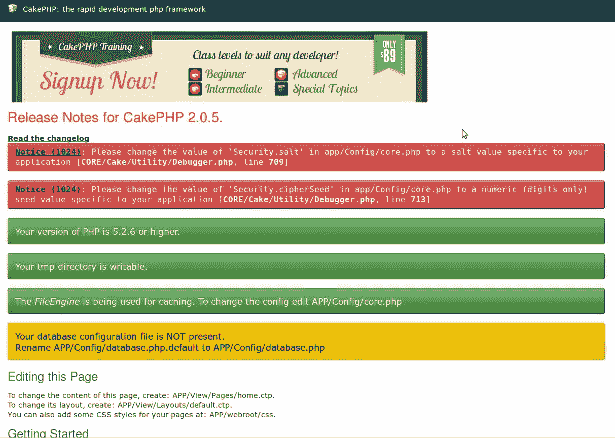 CakePHP: the rapid development php framework
CakePHP Training
Signup Now!
Class levels to suit any developer!
Beginner
Advanced
Intermediate
Special Topics
ONLY
$89
Release Notes for CakePHP 2.0.5.
Read the changelog
Notice (1024): Please change the value of 'Security.salt' in app/Config/core.php to a salt value specific to your
application [CORE/Cake/Utility/Debugger.php, line 709]
Notice (1024): Please change the value of 'Security.cipherSeed' in app/Config/core.php to a numeric (digits only)
seed value specific to your application [CORE/Cake/Utility/Debugger.php, line 713]
Your version of PHP is 5.2.6 or higher.
Your tmp directory is writable.
The FileEngine is being used for caching. To change the config edit APP/Config/core.php
Your database configuration file is NOT present.
Rename APP/Config/database.php.default to APP/Config/database.php
Editing this Page
To change the content of this page, create: APP/View/Pages/home.ctp.
To change its layout, create: APP/View/Layouts/default.ctp.
You can also add some CSS styles for your pages at: APP/webroot/css.
Getting Started